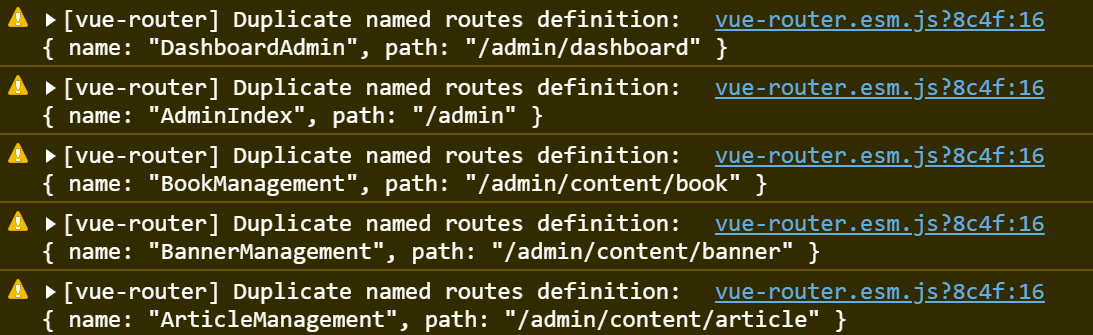 [vue-router] Duplicate named routes definition: vue-router.esm.js?8c4f:16
{ name: "DashboardAdmin", path: "/admin/dashboard" }
[vue-router] Duplicate named routes definition: vue-router.esm.js?8c4f:16
{ name: "AdminIndex", path: "/admin" }
[vue-router] Duplicate named routes definition: vue-router.esm.js?8c4f:16
{ name: "BookManagement", path: "/admin/content/book" }
[vue-router] Duplicate named routes definition: vue-router.esm.js?8c4f:16
{ name: "BannerManagement", path: "/admin/content/banner" }
[vue-router] Duplicate named routes definition: vue-router.esm.js?8c4f:16
{ name: "ArticleManagement", path: "/admin/content/article" }